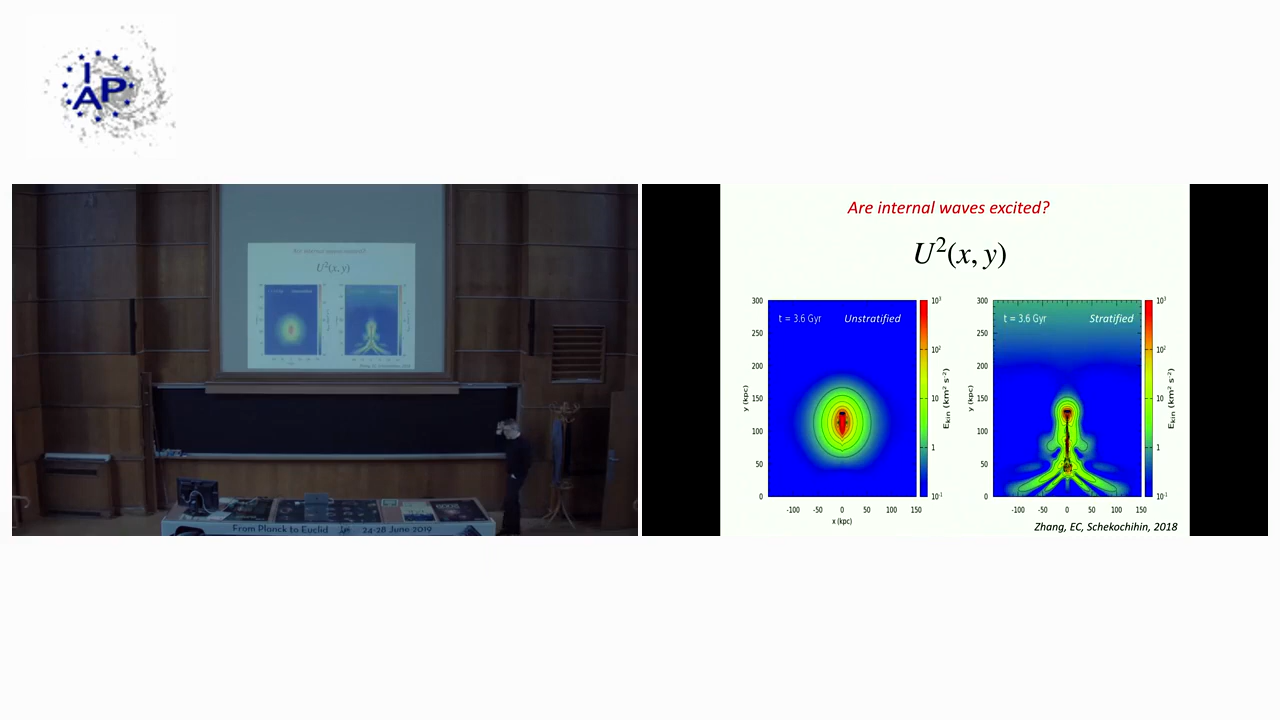 I
A P
Are internal waves excited?
U²(x, y)
t = 3.6 Gyr Unstratified
t = 3.6 Gyr Stratified
300
250
200
150
100
50
0
y (kpc)
-100 -50 0 50 100 150
x (kpc)
10³
10²
10
1
10⁻¹
Eₖᵢₙ (km² s⁻²)
300
250
200
150
100
50
0
y (kpc)
-100 -50 0 50 100 150
10³
10²
10
1
10⁻¹
Eₖᵢₙ (km² s⁻²)
Zhang, EC, Schekochihin, 2018
U²(x, y)
From Planck to Euclid 24-28 June 2019